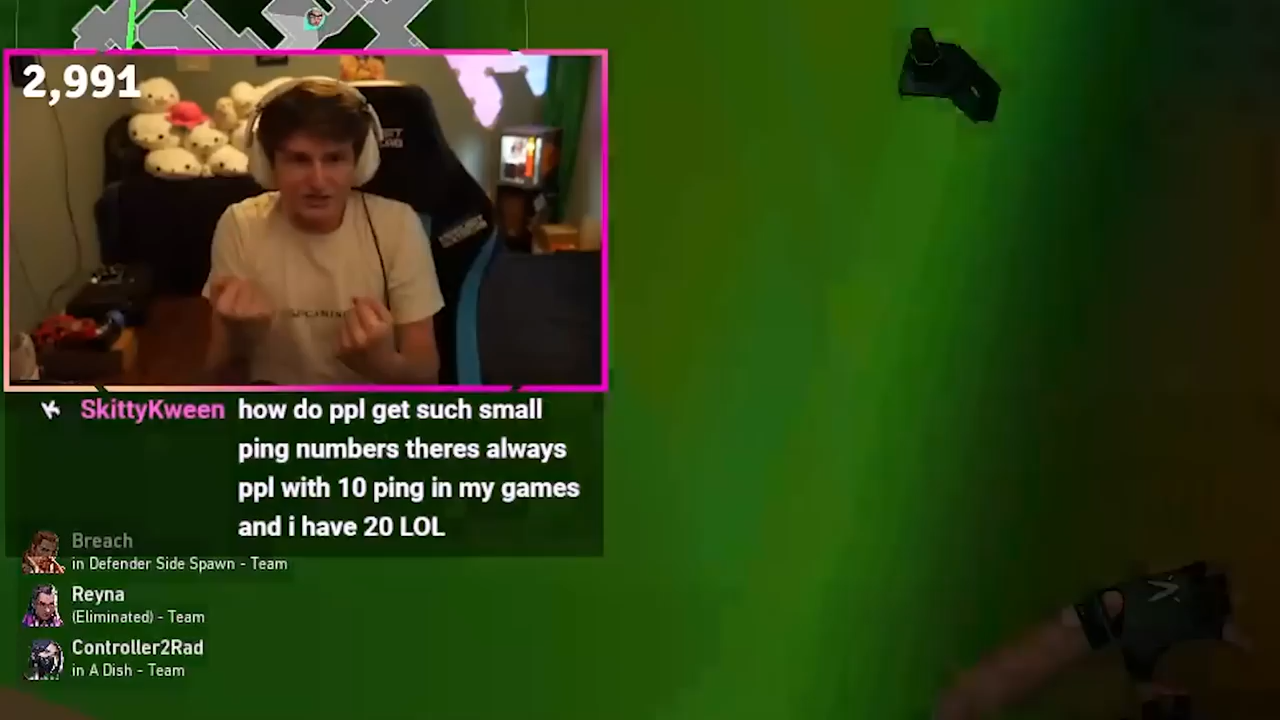 2,991
SkittyKween how do ppl get such small
ping numbers theres always
ppl with 10 ping in my games
and i have 20 LOL
Breach
in Defender Side Spawn - Team
Reyna
(Eliminated) - Team
Controller2Rad
in A Dish - Team